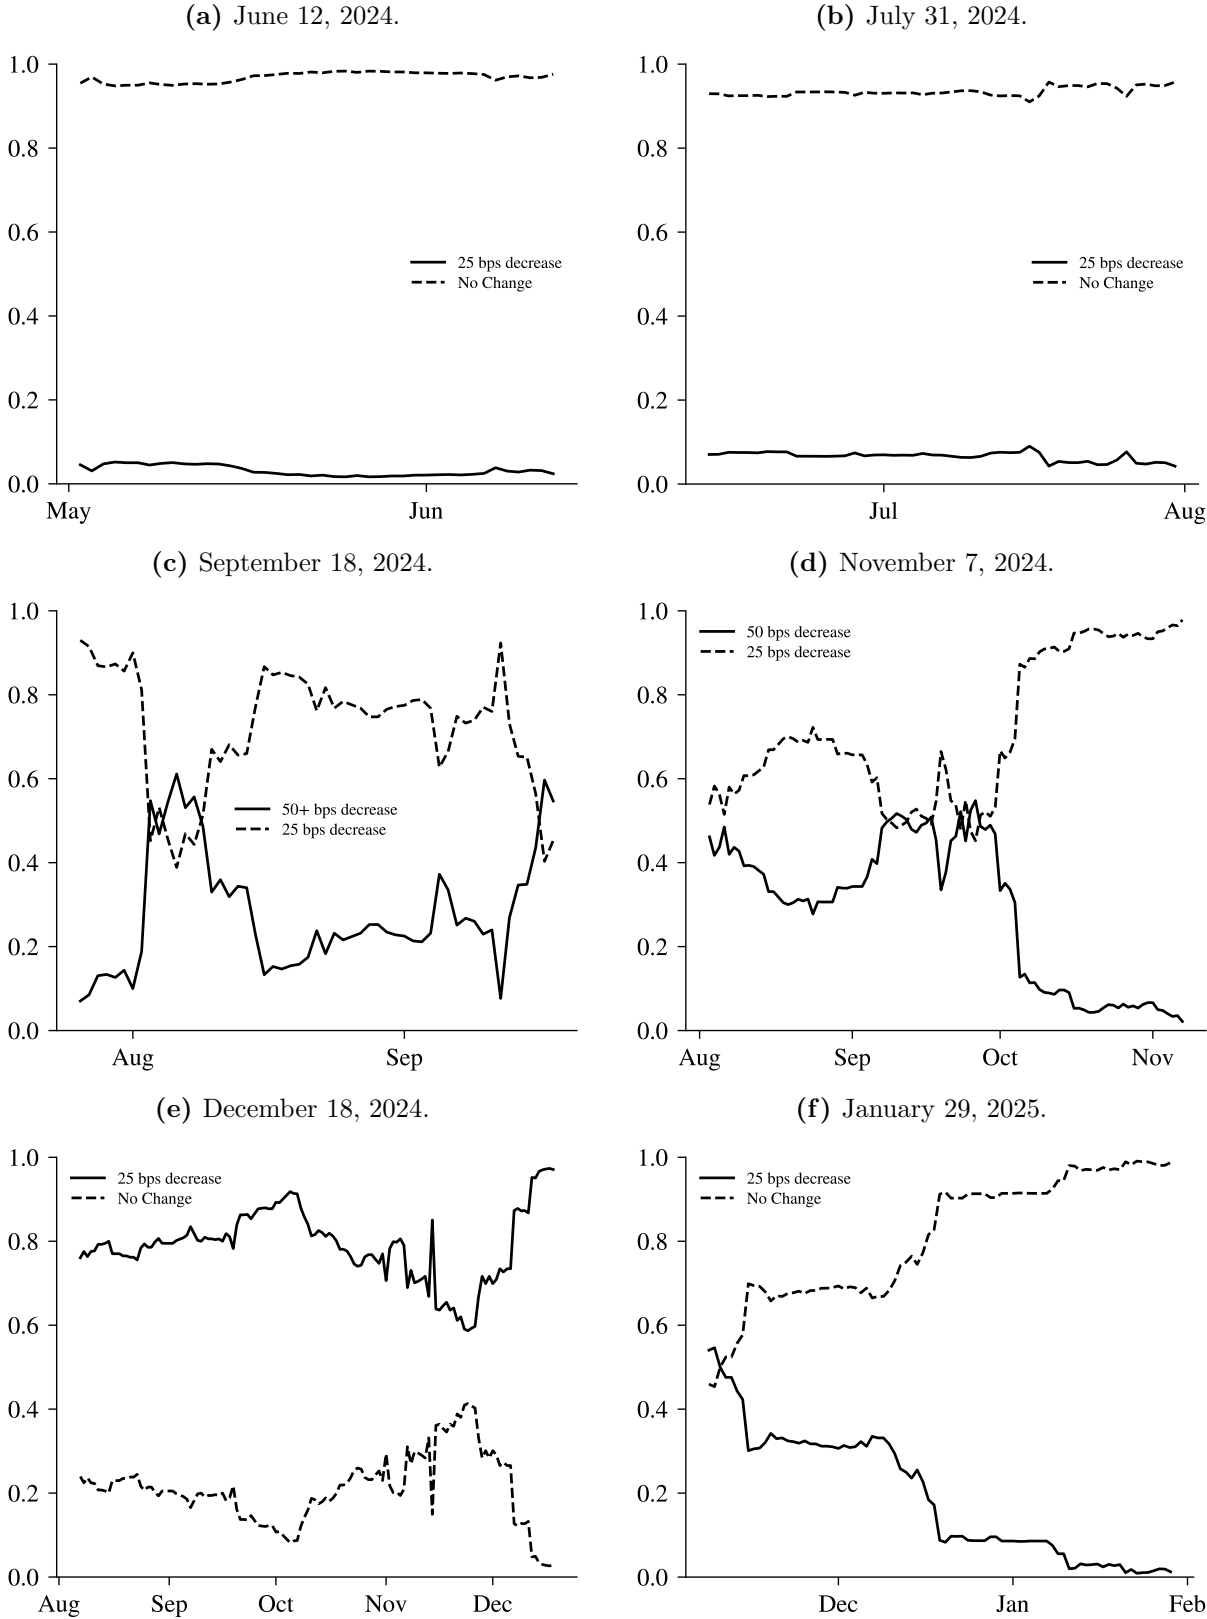 (a) June 12, 2024.
1.0
0.8
0.6
0.4
0.2
0.0
25 bps decrease
No Change
May Jun
(b) July 31, 2024.
1.0
0.8
0.6
0.4
0.2
0.0
25 bps decrease
No Change
Jul Aug
(c) September 18, 2024.
1.0
0.8
0.6
0.4
0.2
0.0
50+ bps decrease
25 bps decrease
Aug Sep
(d) November 7, 2024.
1.0
0.8
0.6
0.4
0.2
0.0
50 bps decrease
25 bps decrease
Aug Sep Oct Nov
(e) December 18, 2024.
1.0
0.8
0.6
0.4
0.2
0.0
25 bps decrease
No Change
Aug Sep Oct Nov Dec
(f) January 29, 2025.
1.0
0.8
0.6
0.4
0.2
0.0
25 bps decrease
No Change
Dec Jan Feb